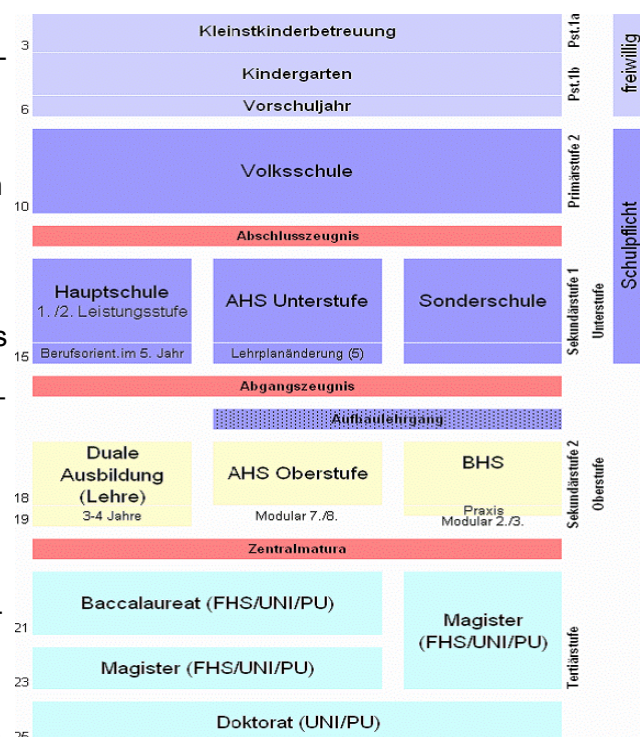 Kleinstkinderbetreuung
3
Pst.1a
Kindergarten
Pst.1b
Vorschuljahr
6
freiwillig
Volksschule
10
Primärstufe 2
Abschlusszeugnis
Hauptschule
1. /2. Leistungsstufe
AHS Unterstufe
Sonderschule
Berufsorient.im 5. Jahr
Lehrplanänderung (5)
15
Sekundärstufe 1
Unterstufe
Schulpflicht
Abgangszeugnis
Aufbaulehrgang
Duale
Ausbildung
(Lehre)
3-4 Jahre
AHS Oberstufe
Modular 7./8.
BHS
Praxis
Modular 2./3.
18
19
Sekundärstufe 2
Oberstufe
Zentralmatura
Baccalaureat (FHS/UNI/PU)
21
Magister (FHS/UNI/PU)
23
Magister
(FHS/UNI/PU)
Tertiärstufe
Doktorat (UNI/PU)